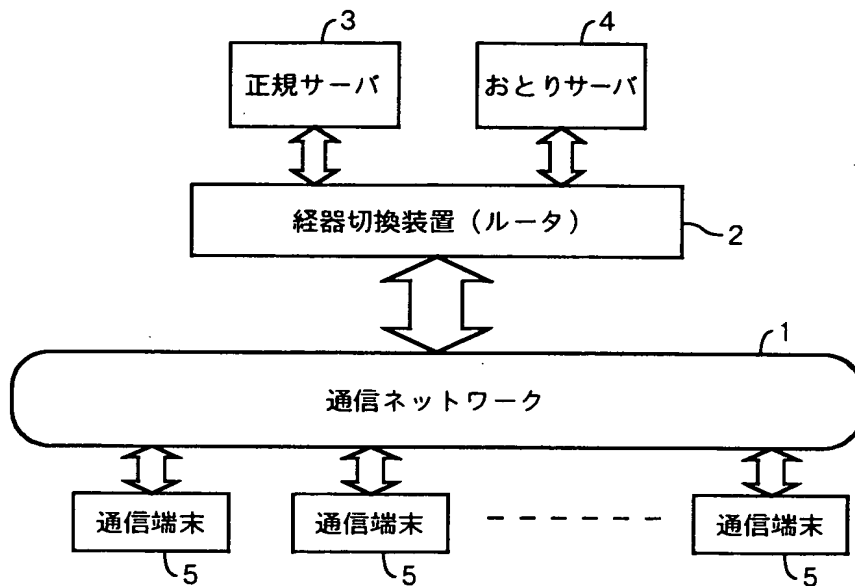 3
4
正規サーバ
おとりサーバ
経器切換装置(ルータ)
2
1
通信ネットワーク
通信端末
通信端末
通信端末
5
5
5